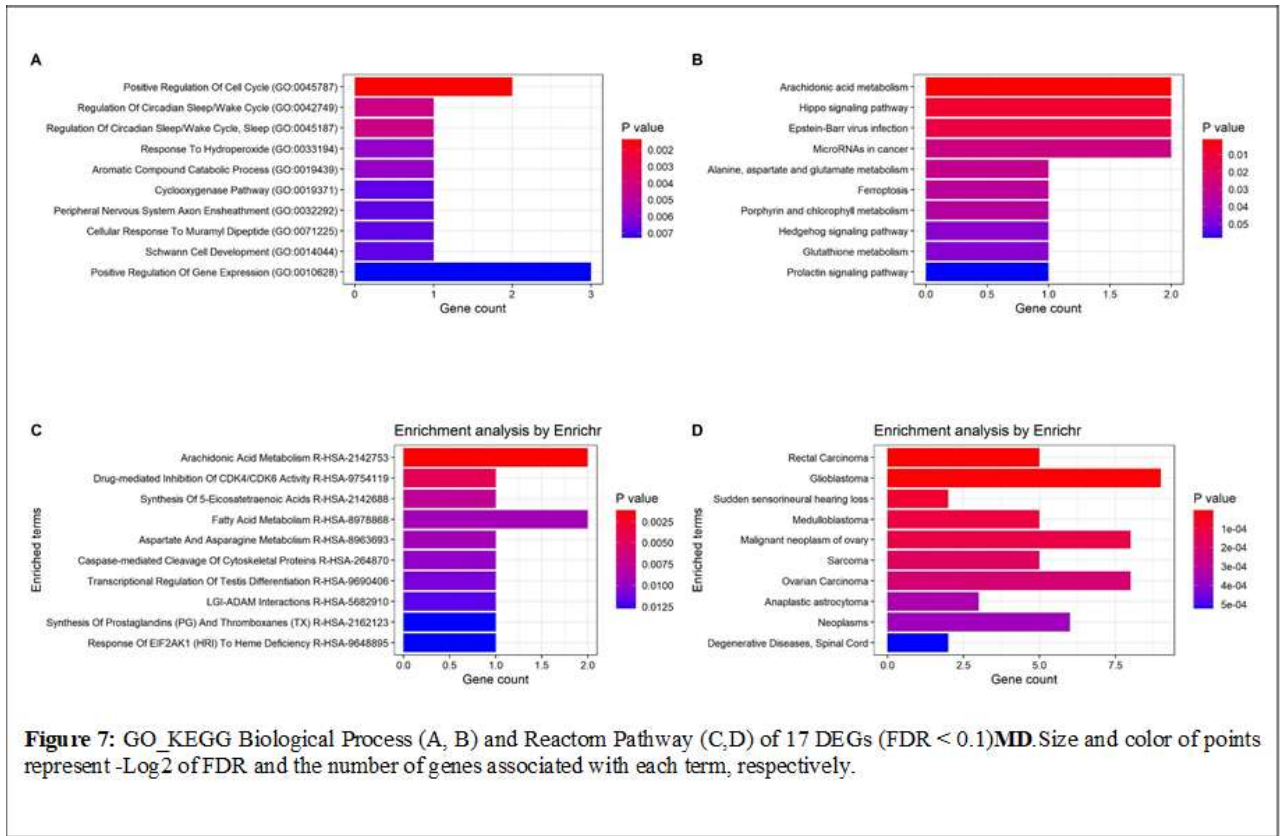 A
Positive Regulation Of Cell Cycle (GO:0045787)
Regulation Of Circadian Sleep/Wake Cycle (GO:0042749)
Regulation Of Circadian Sleep/Wake Cycle, Sleep (GO:0045187)
Response To Hydroperoxide (GO:0033194)
Aromatic Compound Catabolic Process (GO:0019439)
Cyclooxygenase Pathway (GO:0019371)
Peripheral Nervous System Axon Ensheathment (GO:0032292)
Cellular Response To Muramyl Dipeptide (GO:0071225)
Schwann Cell Development (GO:0014044)
Positive Regulation Of Gene Expression (GO:0010628)
0 1 2 3
Gene count
P value
0.002
0.003
0.004
0.005
0.006
0.007
B
Arachidonic acid metabolism
Hippo signaling pathway
Epstein-Barr virus infection
MicroRNAs in cancer
Alanine, aspartate and glutamate metabolism
Ferroptosis
Porphyrin and chlorophyll metabolism
Hedgehog signaling pathway
Glutathione metabolism
Prolactin signaling pathway
0.0 0.5 1.0 1.5 2.0
Gene count
P value
0.01
0.02
0.03
0.04
0.05
C
Enrichment analysis by Enrichr
Enriched terms
Arachidonic Acid Metabolism R-HSA-2142753
Drug-mediated Inhibition Of CDK4/CDK6 Activity R-HSA-9754119
Synthesis Of 5-Eicosatetraenoic Acids R-HSA-2142688
Fatty Acid Metabolism R-HSA-8978868
Aspartate And Asparagine Metabolism R-HSA-8963693
Caspase-mediated Cleavage Of Cytoskeletal Proteins R-HSA-264870
Transcriptional Regulation Of Testis Differentiation R-HSA-9690406
LGI-ADAM Interactions R-HSA-5682910
Synthesis Of Prostaglandins (PG) And Thromboxanes (TX) R-HSA-2162123
Response Of EIF2AK1 (HRI) To Heme Deficiency R-HSA-9648895
0.0 0.5 1.0 1.5 2.0
Gene count
P value
0.0025
0.0050
0.0075
0.0100
0.0125
D
Enrichment analysis by Enrichr
Enriched terms
Rectal Carcinoma
Glioblastoma
Sudden sensorineural hearing loss
Medulloblastoma
Malignant neoplasm of ovary
Sarcoma
Ovarian Carcinoma
Anaplastic astrocytoma
Neoplasms
Degenerative Diseases, Spinal Cord
0.0 2.5 5.0 7.5
Gene count
P value
1e-04
2e-04
3e-04
4e-04
5e-04
Figure 7: GO_KEGG Biological Process (A, B) and Reactom Pathway (C,D) of 17 DEGs (FDR < 0.1)MD.Size and color of points
represent -Log2 of FDR and the number of genes associated with each term, respectively.